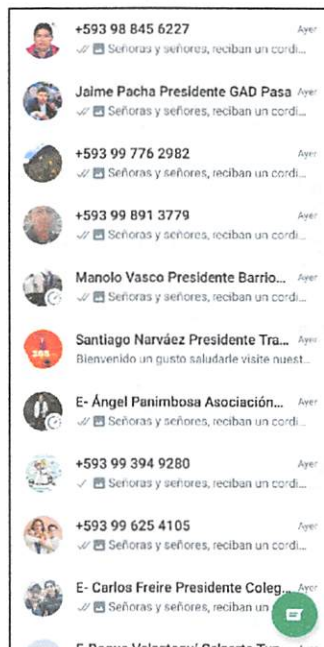 +593 98 845 6227 Ayer
Señoras y señores, reciban un cordi...
Jaime Pacha Presidente GAD Pasa Ayer
Señoras y señores, reciban un cordi...
+593 99 776 2982 Ayer
Señoras y señores, reciban un cordi...
+593 99 891 3779 Ayer
Señoras y señores, reciban un cordi...
Manolo Vasco Presidente Barrio... Ayer
Señoras y señores, reciban un cordi...
Santiago Narváez Presidente Tra... Ayer
Bienvenido un gusto saludarle visite nuest...
E- Ángel Panimbosa Asociación... Ayer
Señoras y señores, reciban un cordi...
+593 99 394 9280 Ayer
Señoras y señores, reciban un cordi...
+593 99 625 4105 Ayer
Señoras y señores, reciban un cordi...
E- Carlos Freire Presidente Coleg...
Señoras y señores, reciban un